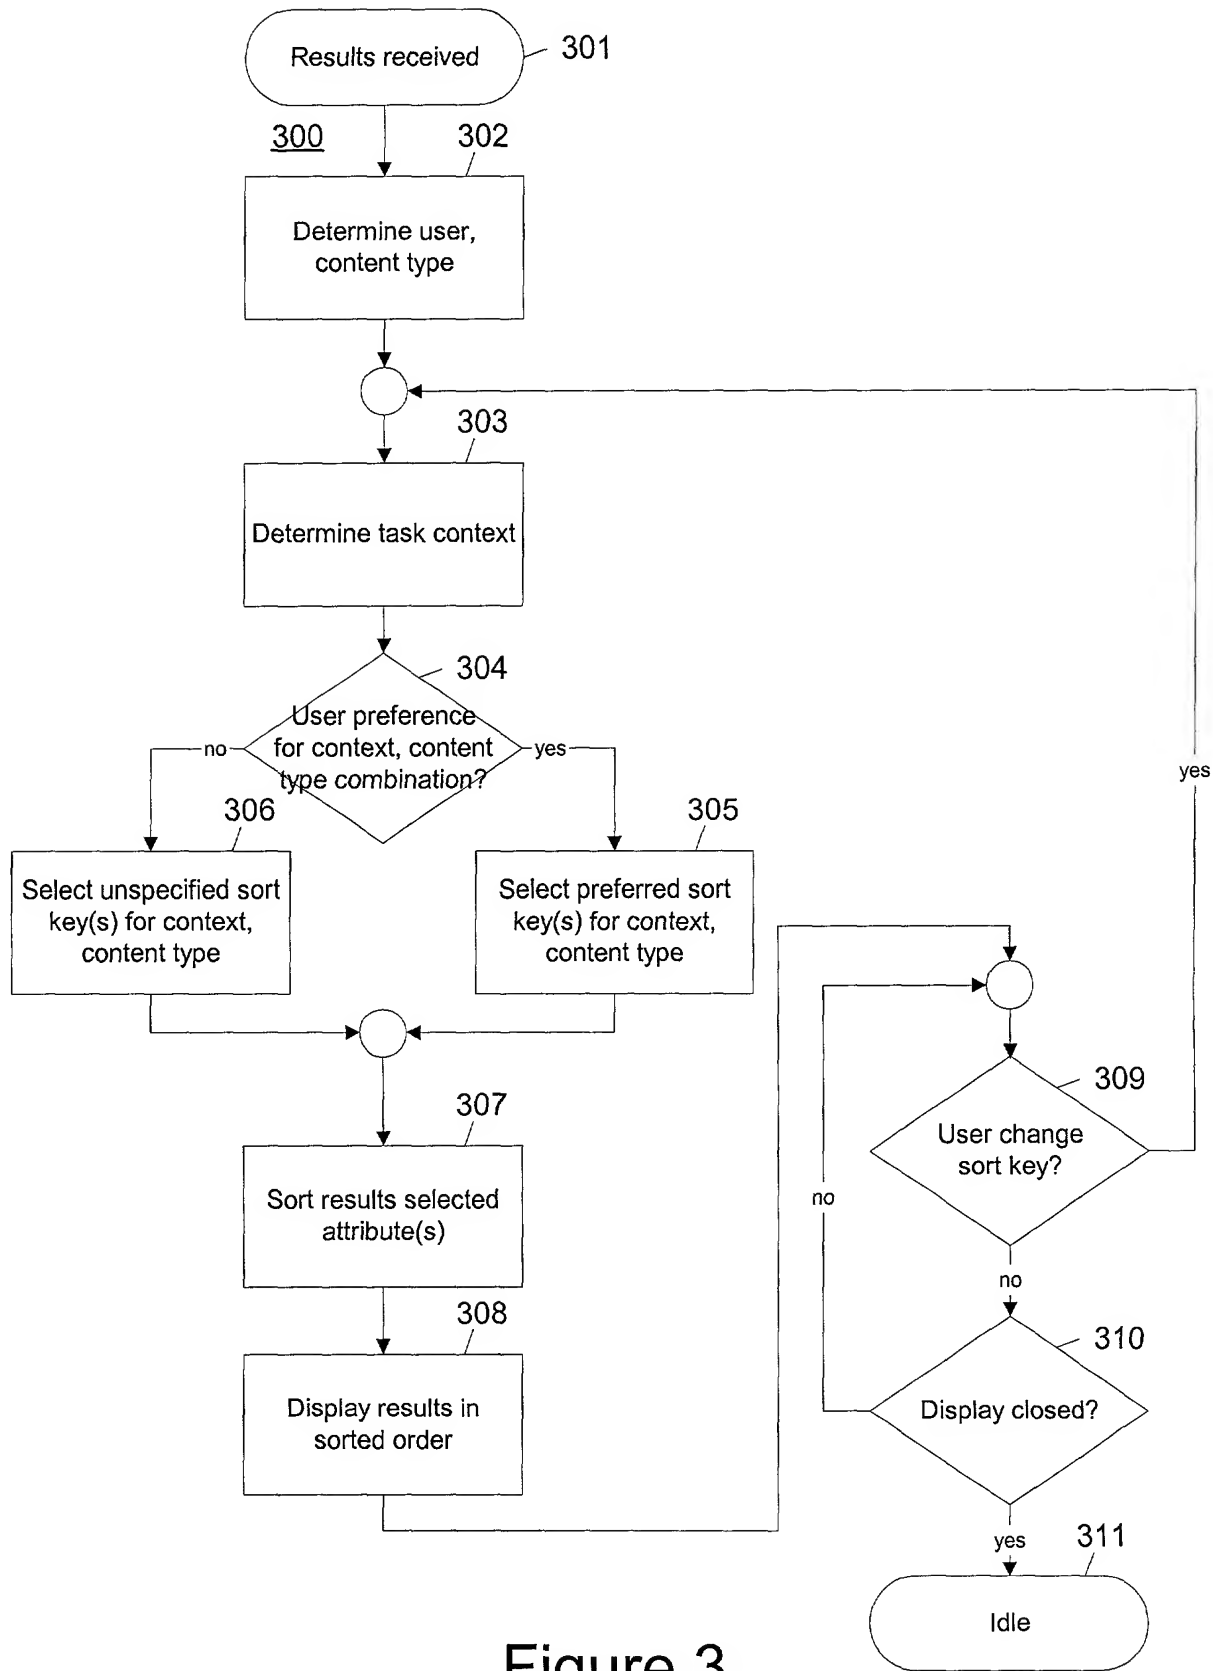 Results received
301
300
302
Determine user,
content type
303
Determine task context
304
User preference
for context, content
type combination?
no
yes
306
305
Select unspecified sort
key(s) for context,
content type
Select preferred sort
key(s) for context,
content type
yes
307
Sort results selected
attribute(s)
308
Display results in
sorted order
309
User change
sort key?
no
no
310
Display closed?
yes
311
Idle
Figure 3